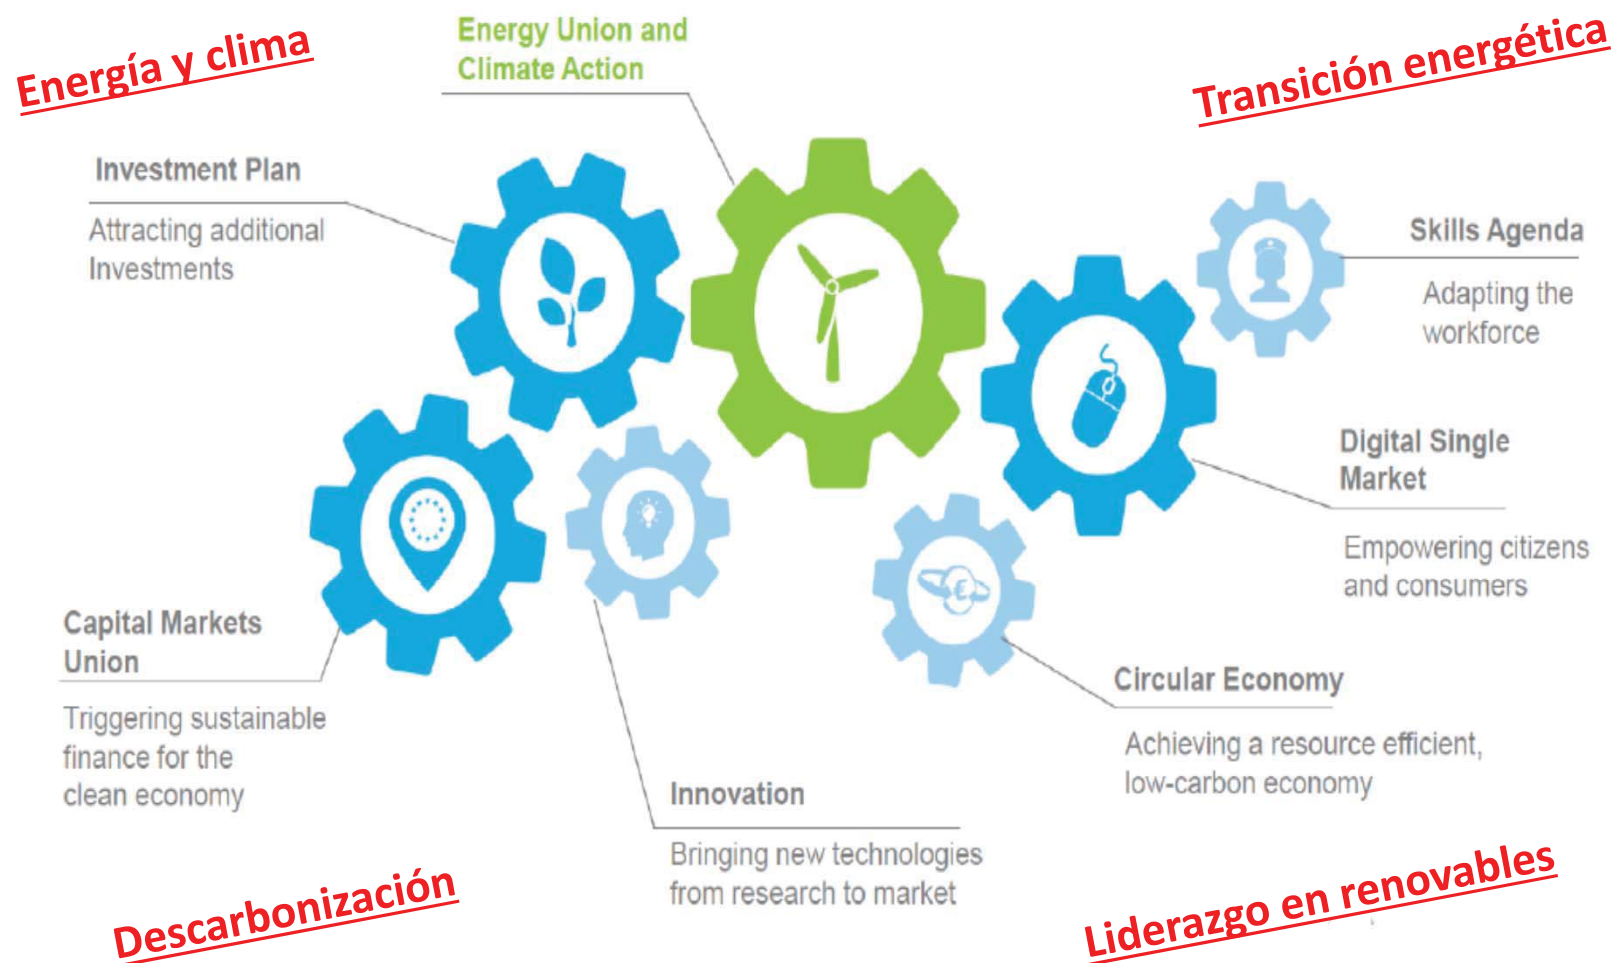 Energía y clima
Energy Union and
Climate Action
Transición energética
Investment Plan
Attracting additional
Investments
Skills Agenda
Adapting the
workforce
Digital Single
Market
Empowering citizens
and consumers
Capital Markets
Union
Triggering sustainable
finance for the
clean economy
Circular Economy
Achieving a resource efficient,
low-carbon economy
Innovation
Bringing new technologies
from research to market
Descarbonización
Liderazgo en renovables